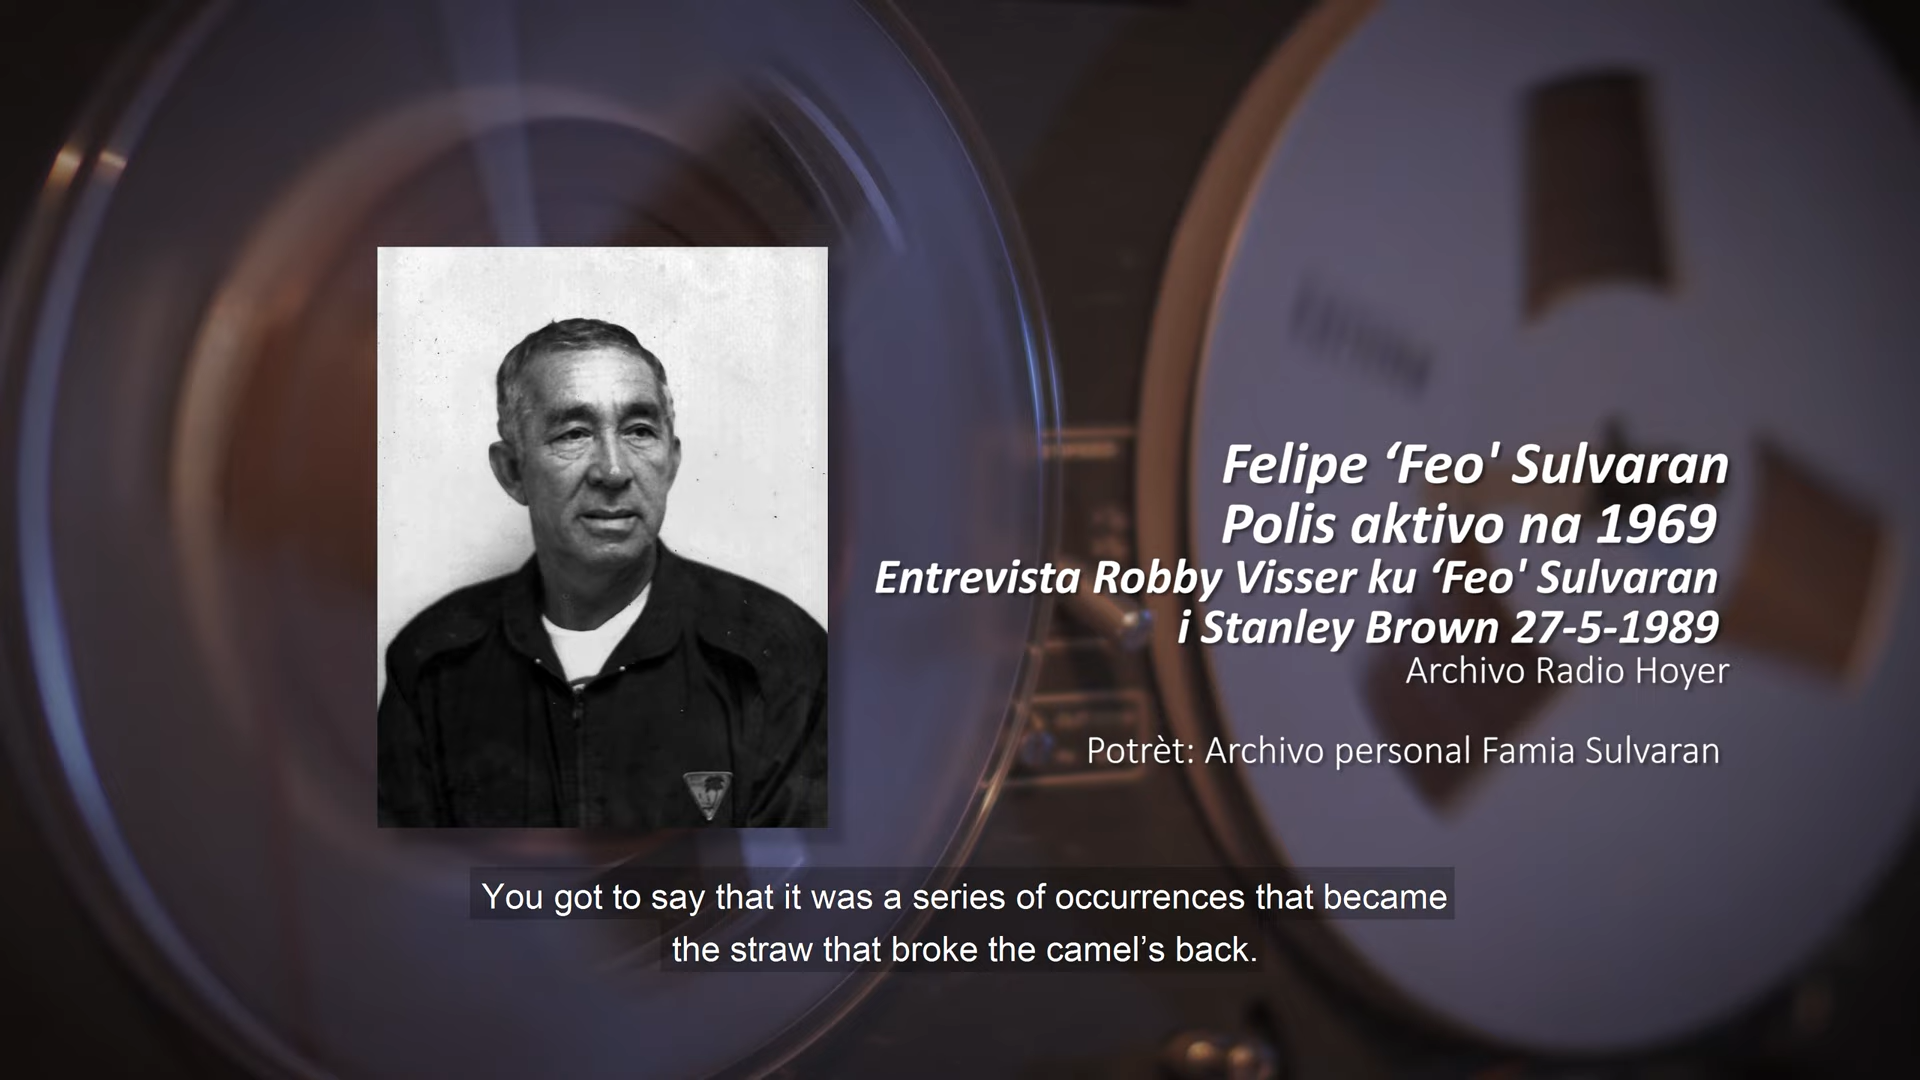 Felipe ‘Feo' Sulvaran
Polis aktivo na 1969
Entrevista Robby Visser ku ‘Feo' Sulvaran
i Stanley Brown 27-5-1989
Archivo Radio Hoyer
Potrèt: Archivo personal Famia Sulvaran
You got to say that it was a series of occurrences that became
the straw that broke the camel’s back.